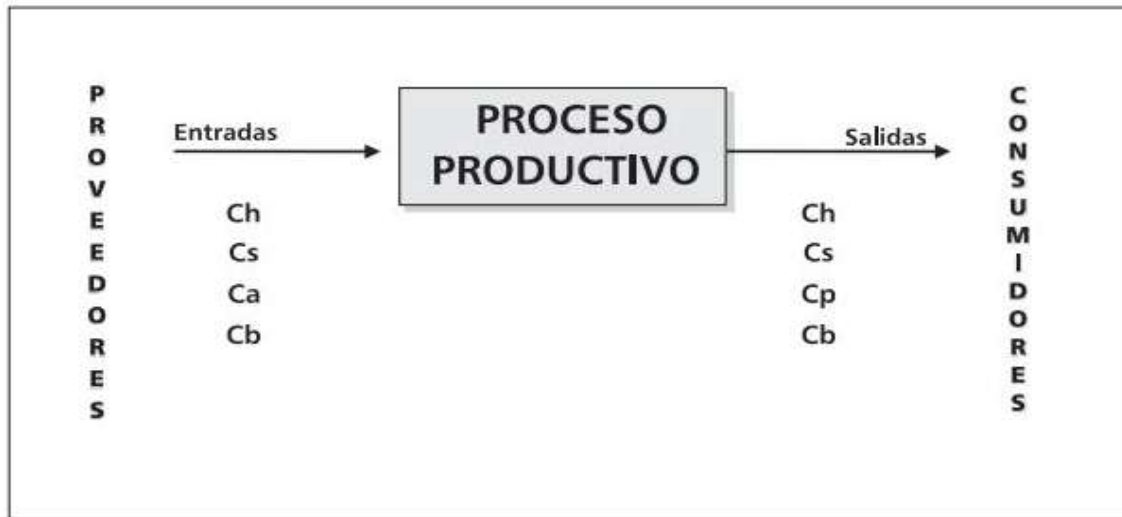 PROVEEDORES
Entradas
Ch
Cs
Ca
Cb
PROCESO
PRODUCTIVO
Salidas
Ch
Cs
Cp
Cb
CONSUMIDORES